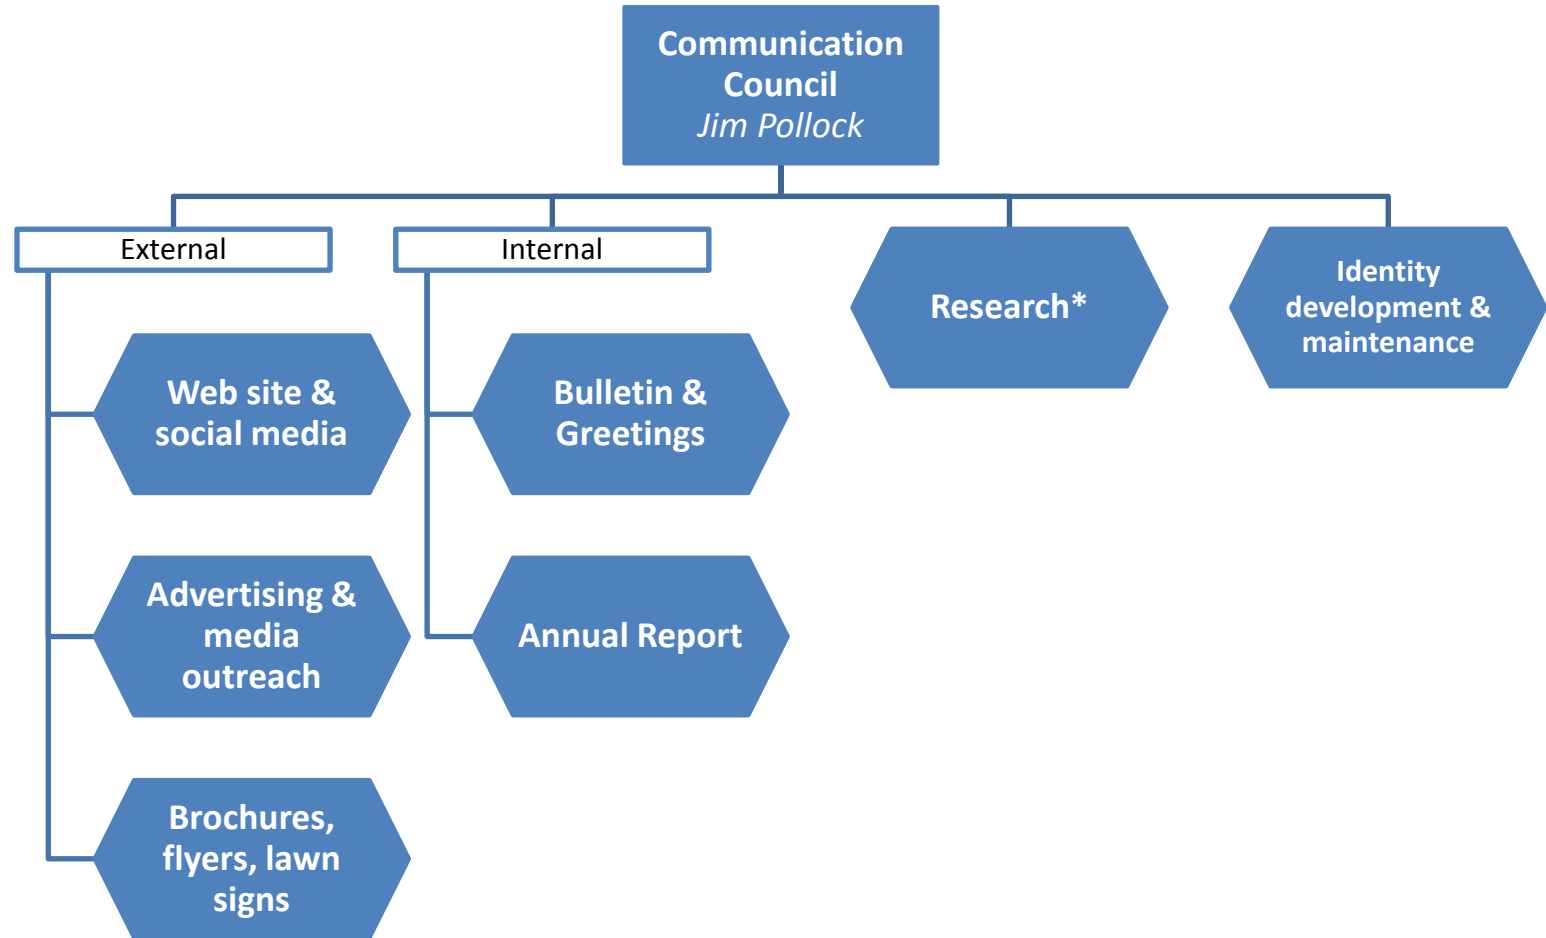 Communication
Council
Jim Pollock
External
Internal
Research*
Identity
development &
maintenance
Web site &
social media
Bulletin &
Greetings
Advertising &
media
outreach
Annual Report
Brochures,
flyers, lawn
signs